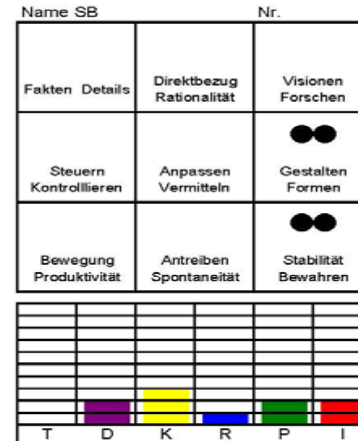 Name SB Nr.
Fakten Details
Direktbezug
Rationalität
Visionen
Forschen
Steuern
Kontrolllieren
Anpassen
Vermitteln
Gestalten
Formen
Bewegung
Produktivität
Antreiben
Spontaneität
Stabilität
Bewahren
T D K R P I